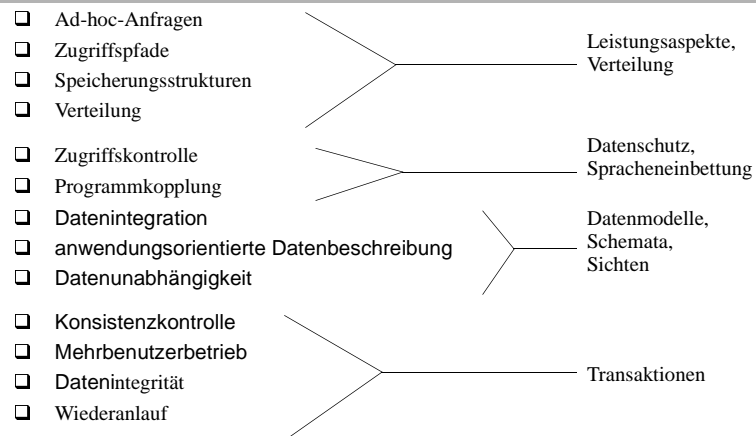 Ad-hoc-Anfragen
Zugriffspfade
Speicherungsstrukturen
Verteilung
Leistungsaspekte,
Verteilung
Zugriffskontrolle
Programmkopplung
Datenschutz,
Spracheneinbettung
Datenintegration
anwendungsorientierte Datenbeschreibung
Datenunabhängigkeit
Datenmodelle,
Schemata,
Sichten
Konsistenzkontrolle
Mehrbenutzerbetrieb
Datenintegrität
Wiederanlauf
Transaktionen